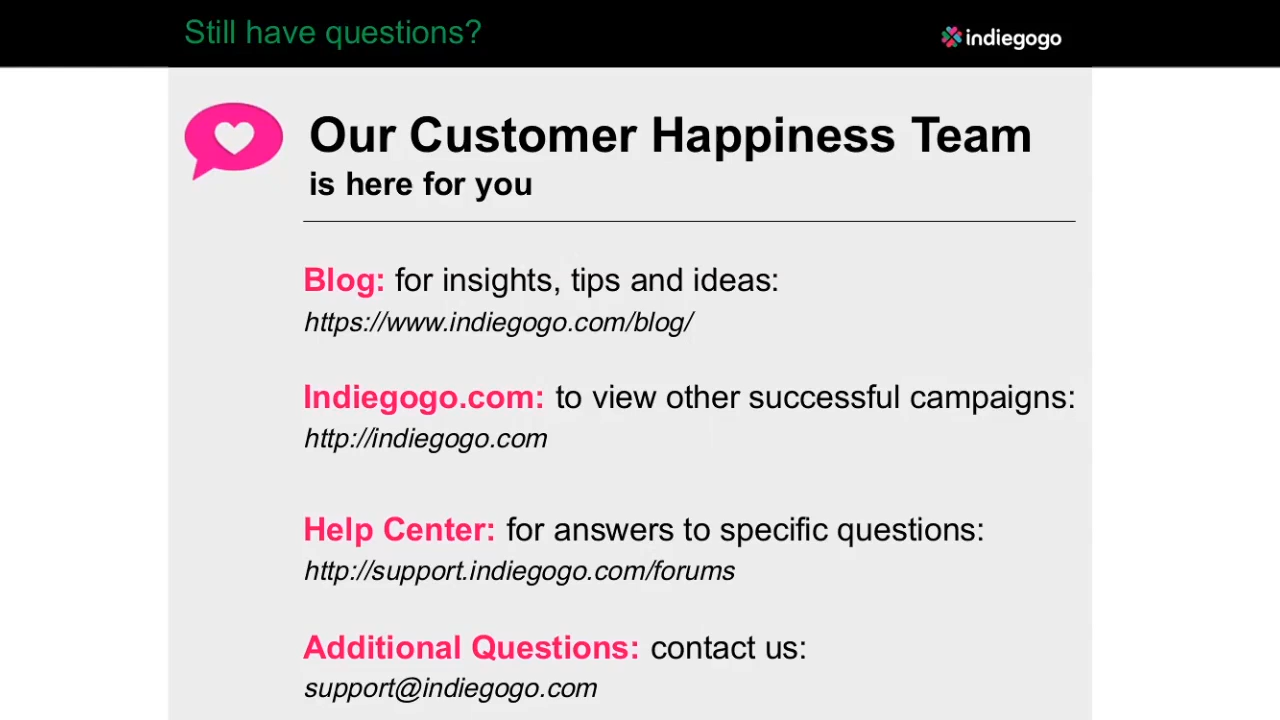 Still have questions?
indiegogo
Our Customer Happiness Team
is here for you
Blog: for insights, tips and ideas:
https://www.indiegogo.com/blog/
Indiegogo.com: to view other successful campaigns:
http://indiegogo.com
Help Center: for answers to specific questions:
http://support.indiegogo.com/forums
Additional Questions: contact us:
support@indiegogo.com